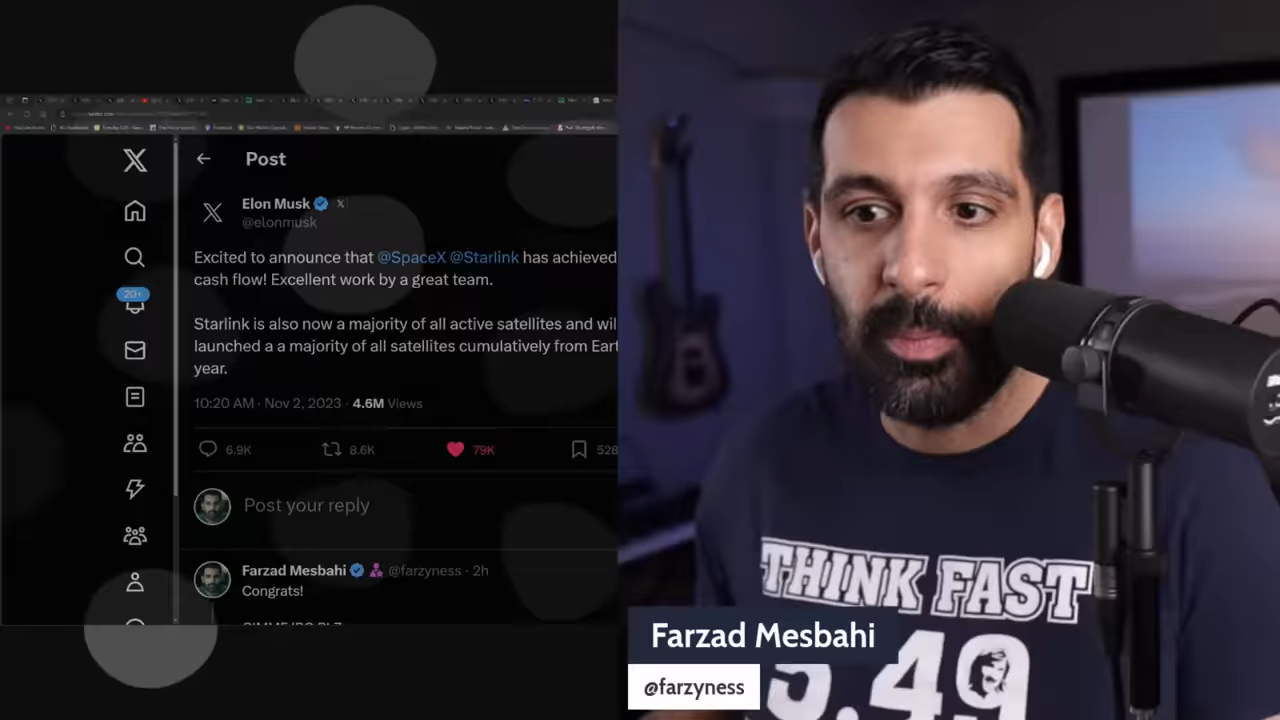 Post
Elon Musk
@elonmusk
Excited to announce that @SpaceX @Starlink has achieved
cash flow! Excellent work by a great team.
Starlink is also now a majority of all active satellites and wil
launched a a majority of all satellites cumulatively from Eart
year.
10:20 AM · Nov 2, 2023 · 4.6M Views
6.9K
8.6K
79K
528
20+
Post your reply
Farzad Mesbahi @farzyness · 2h
Congrats!
THINK FAST
5.49
Farzad Mesbahi
@farzyness